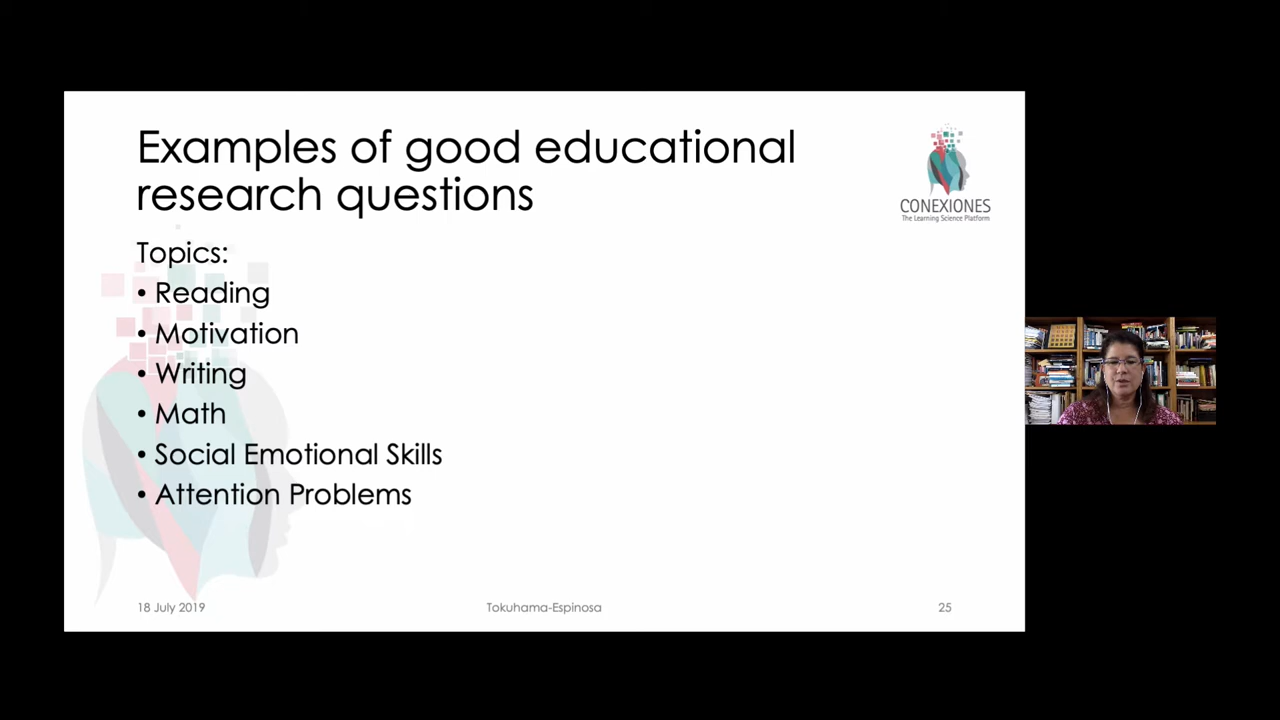 Examples of good educational
research questions
CONEXIONES
The Learning Science Platform
Topics:
• Reading
• Motivation
• Writing
• Math
• Social Emotional Skills
• Attention Problems
18 July 2019
Tokuhama-Espinosa
25